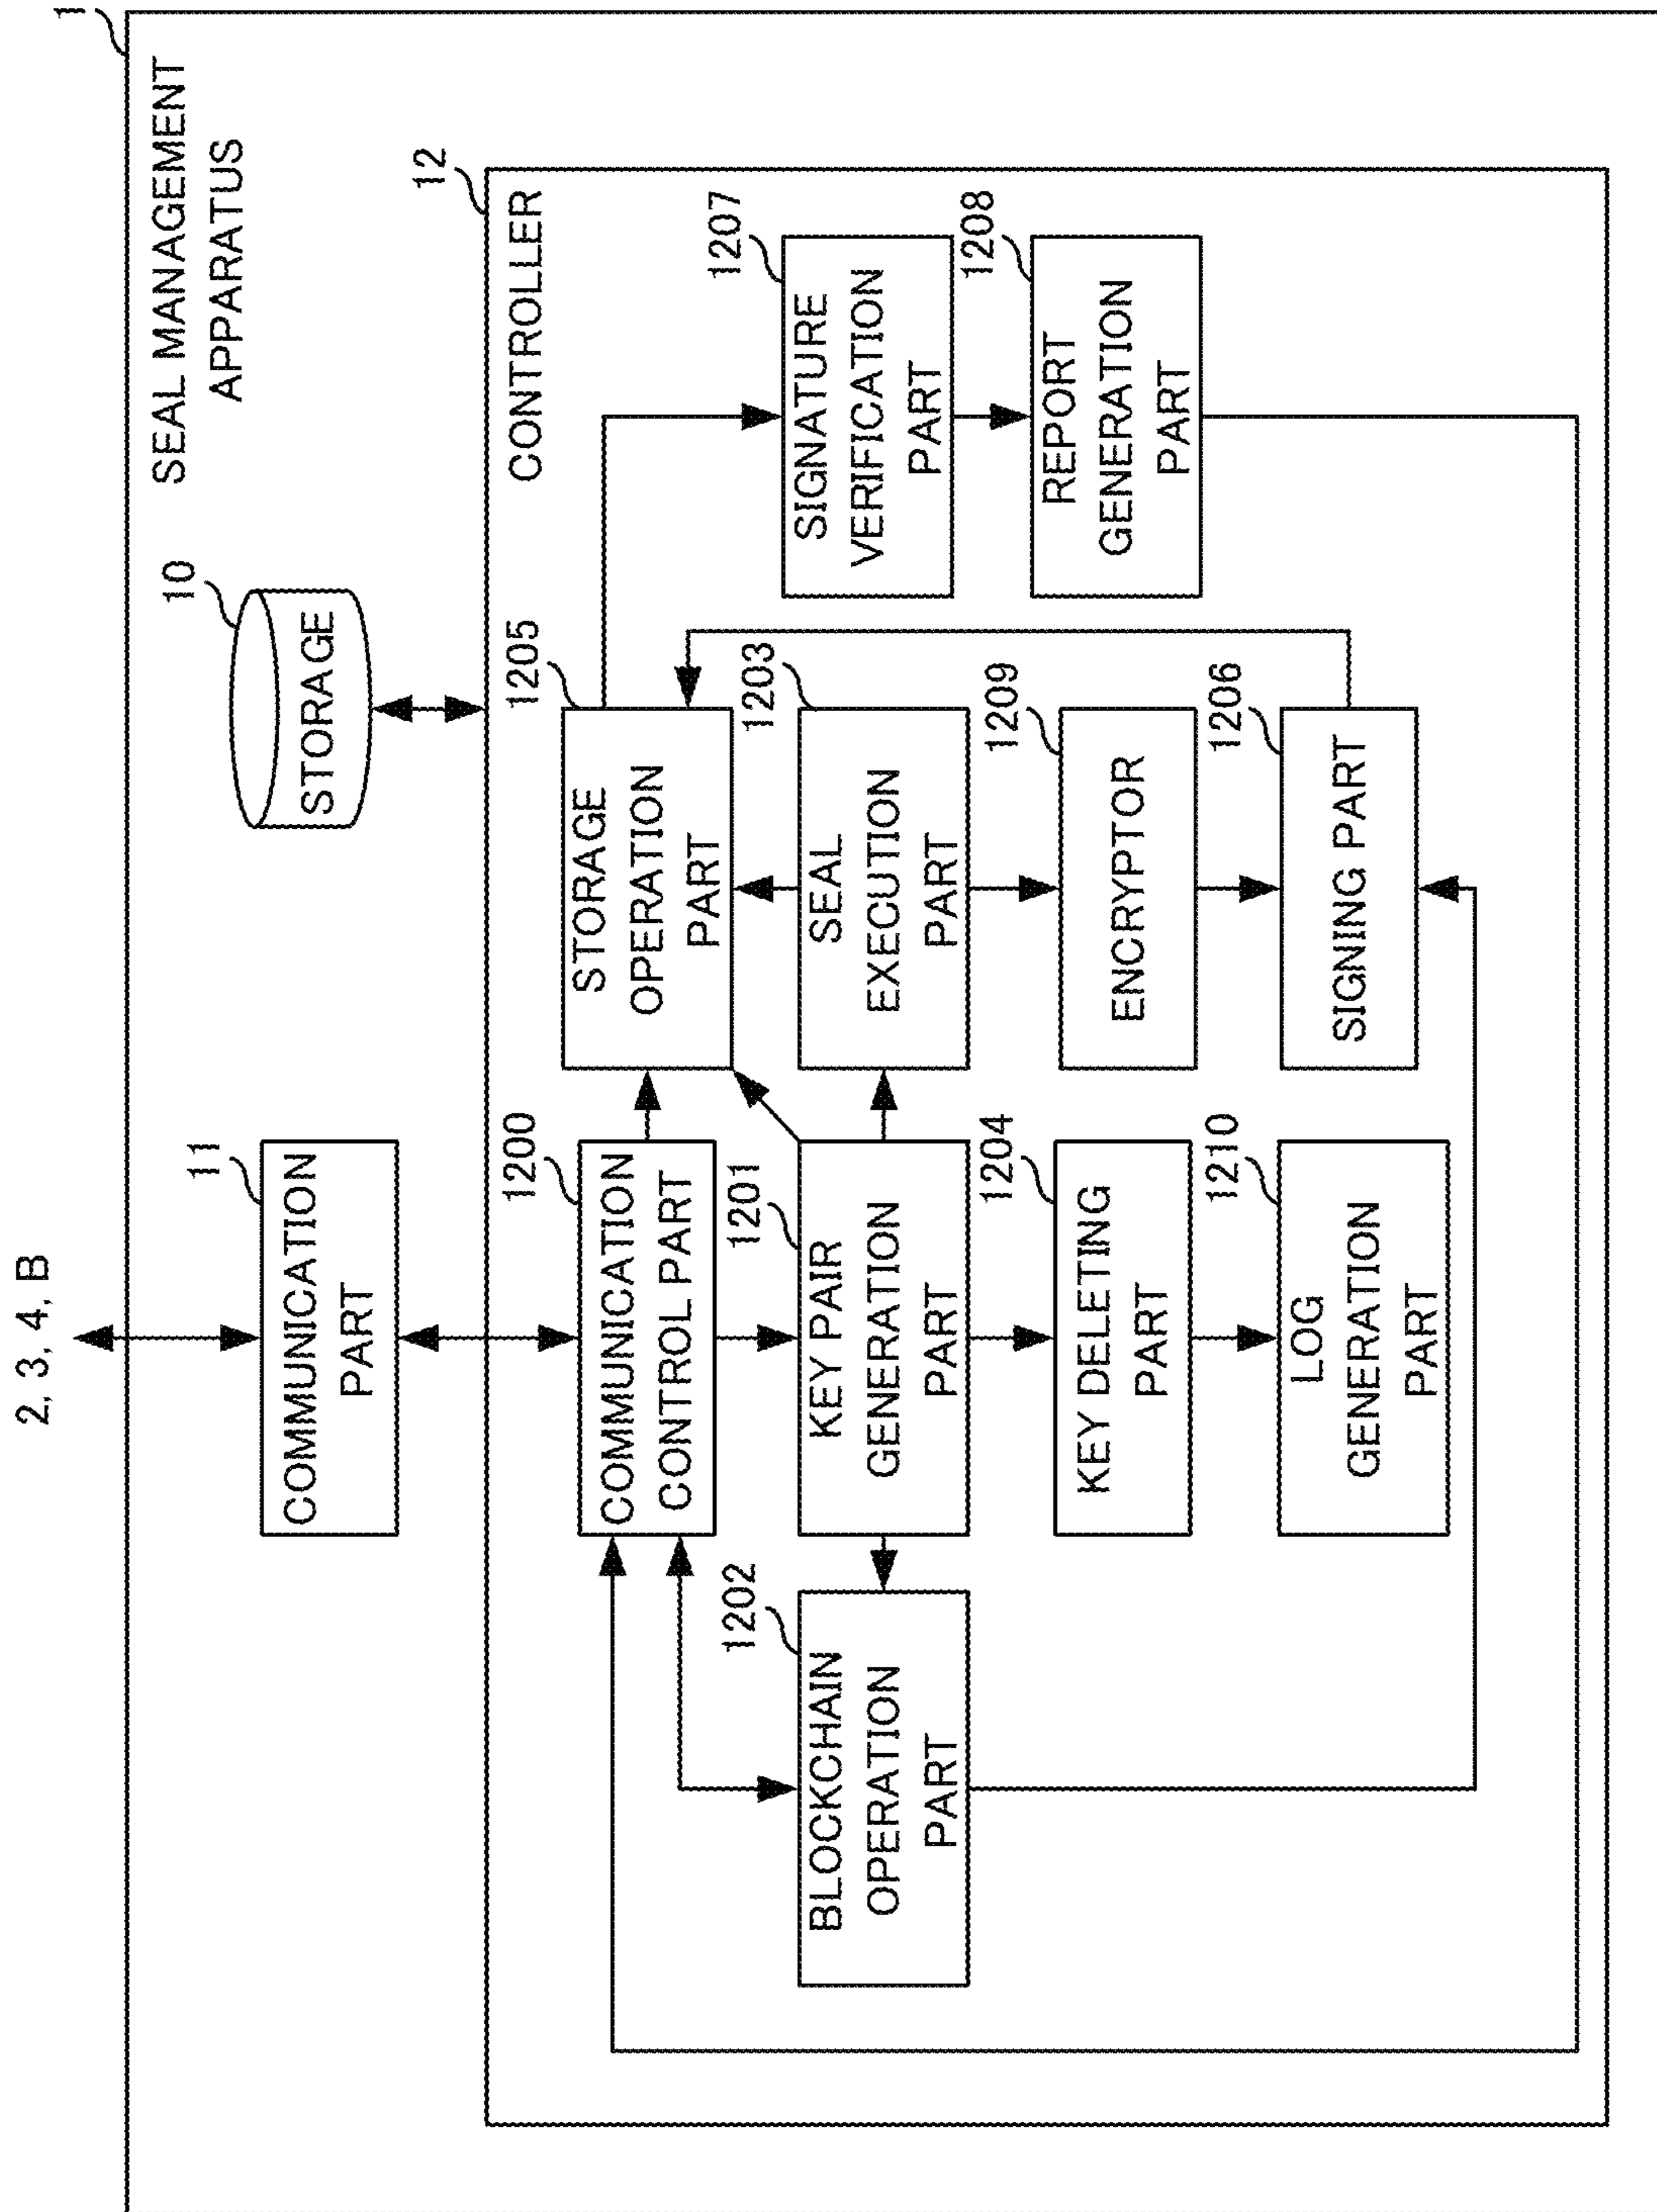 1
SEAL MANAGEMENT
APPARATUS
2, 3, 4, B
11
COMMUNICATION
PART
10
STORAGE
12
CONTROLLER
1200
COMMUNICATION
CONTROL PART
1205
STORAGE
OPERATION
PART
1202
BLOCKCHAIN
OPERATION
PART
1201
KEY PAIR
GENERATION
PART
1203
SEAL
EXECUTION
PART
1207
SIGNATURE
VERIFICATION
PART
1204
KEY DELETING
PART
1209
ENCRYPTOR
1208
REPORT
GENERATION
PART
1210
LOG
GENERATION
PART
1206
SIGNING PART